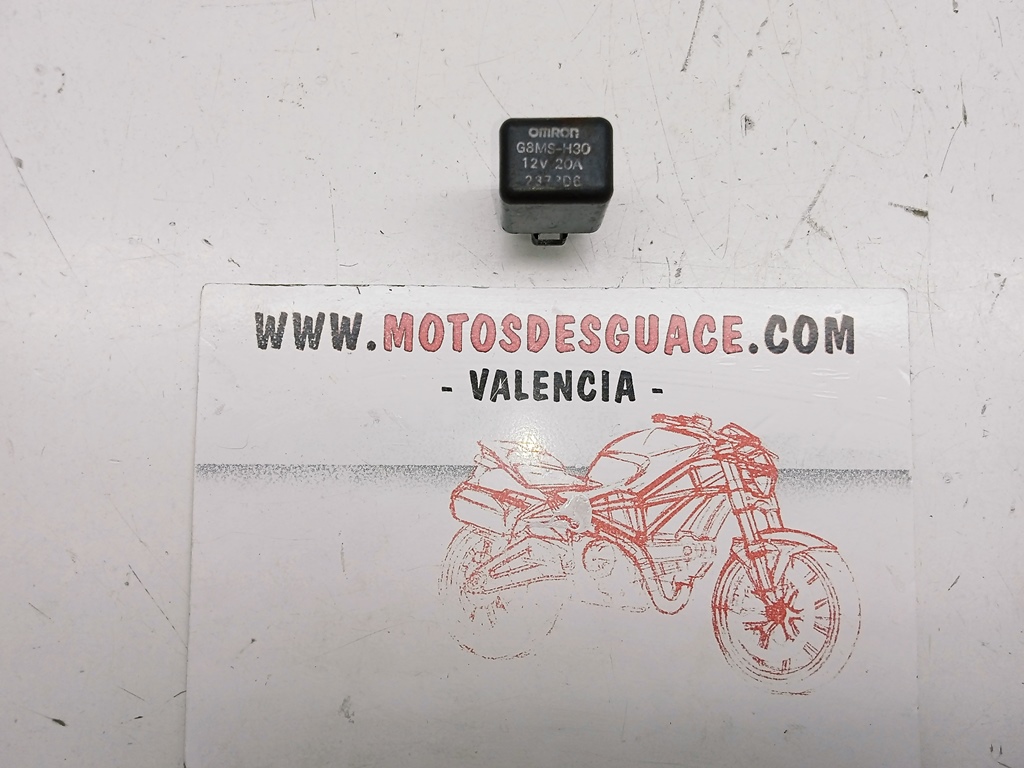 OMRON
G8MS-H30
12V 20A
WWW.MOTOSDESGUACE.COM
- VALENCIA -